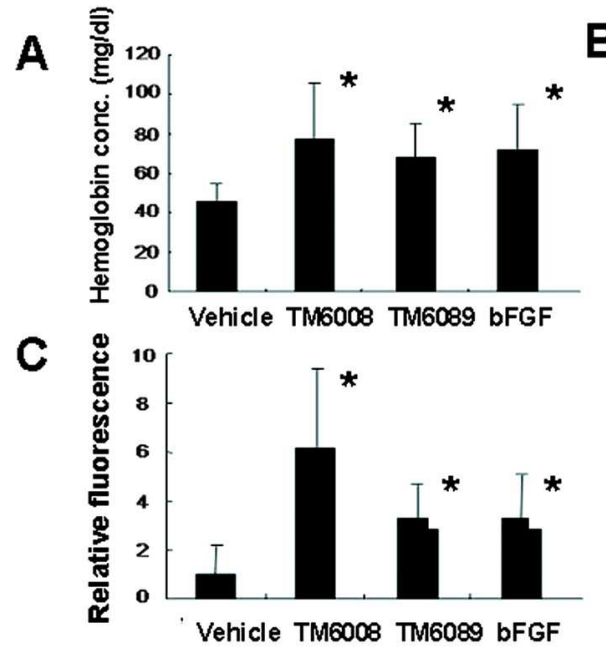 A
B
Hemoglobin conc. (mg/dl)
120
100
80
60
40
20
0
*
*
*
Vehicle TM6008 TM6089 bFGF
C
Relative fluorescence
10
8
6
4
2
0
*
*
*
Vehicle TM6008 TM6089 bFGF